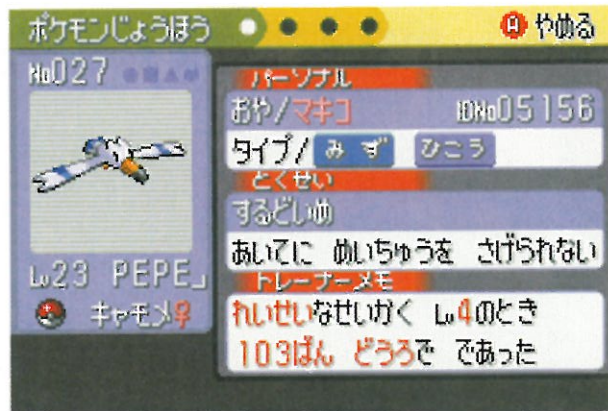 ポケモンじょうほう
Ⓐ やめる
No027
パーソナル
おや/マキコ IDNo05156
タイプ/ みず ひこう
とくせい
するどいめ
あいてに めいちゅうを さげられない
Lv23 PEPE」
キャモメ♀
トレーナーメモ
れいせいなせいかく Lv4のとき
103ばん どうろで であった